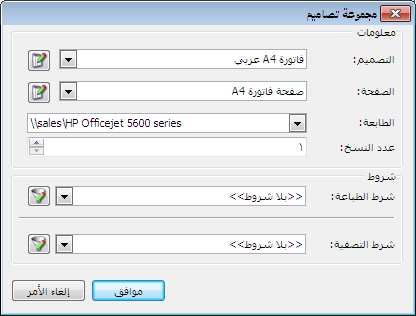 مجموعة تصاميم
معلومات
التصميم: فاتورة A4 عربي
الصفحة: صفحة فاتورة A4
الطابعة: \\sales\HP Officejet 5600 series
عدد النسخ: ١
شروط
شرط الطباعة: <<بلا شروط>>
شرط التصفية: <<بلا شروط>>
موافق إلغاء الأمر